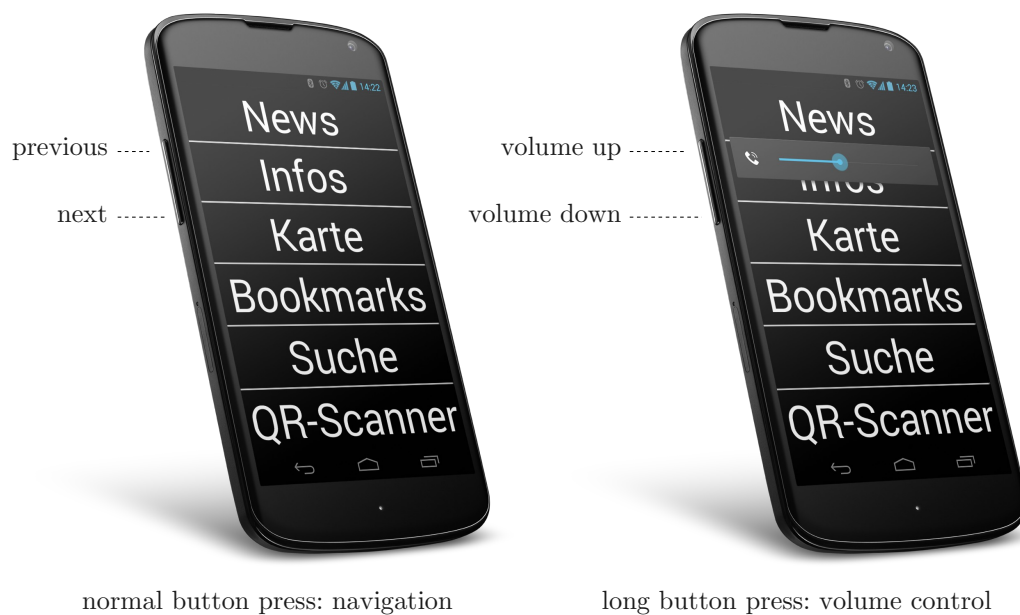 14:22
News
Infos
Karte
Bookmarks
Suche
QR-Scanner
previous
next
normal button press: navigation
14:23
News
Infos
Karte
Bookmarks
Suche
QR-Scanner
volume up
volume down
long button press: volume control